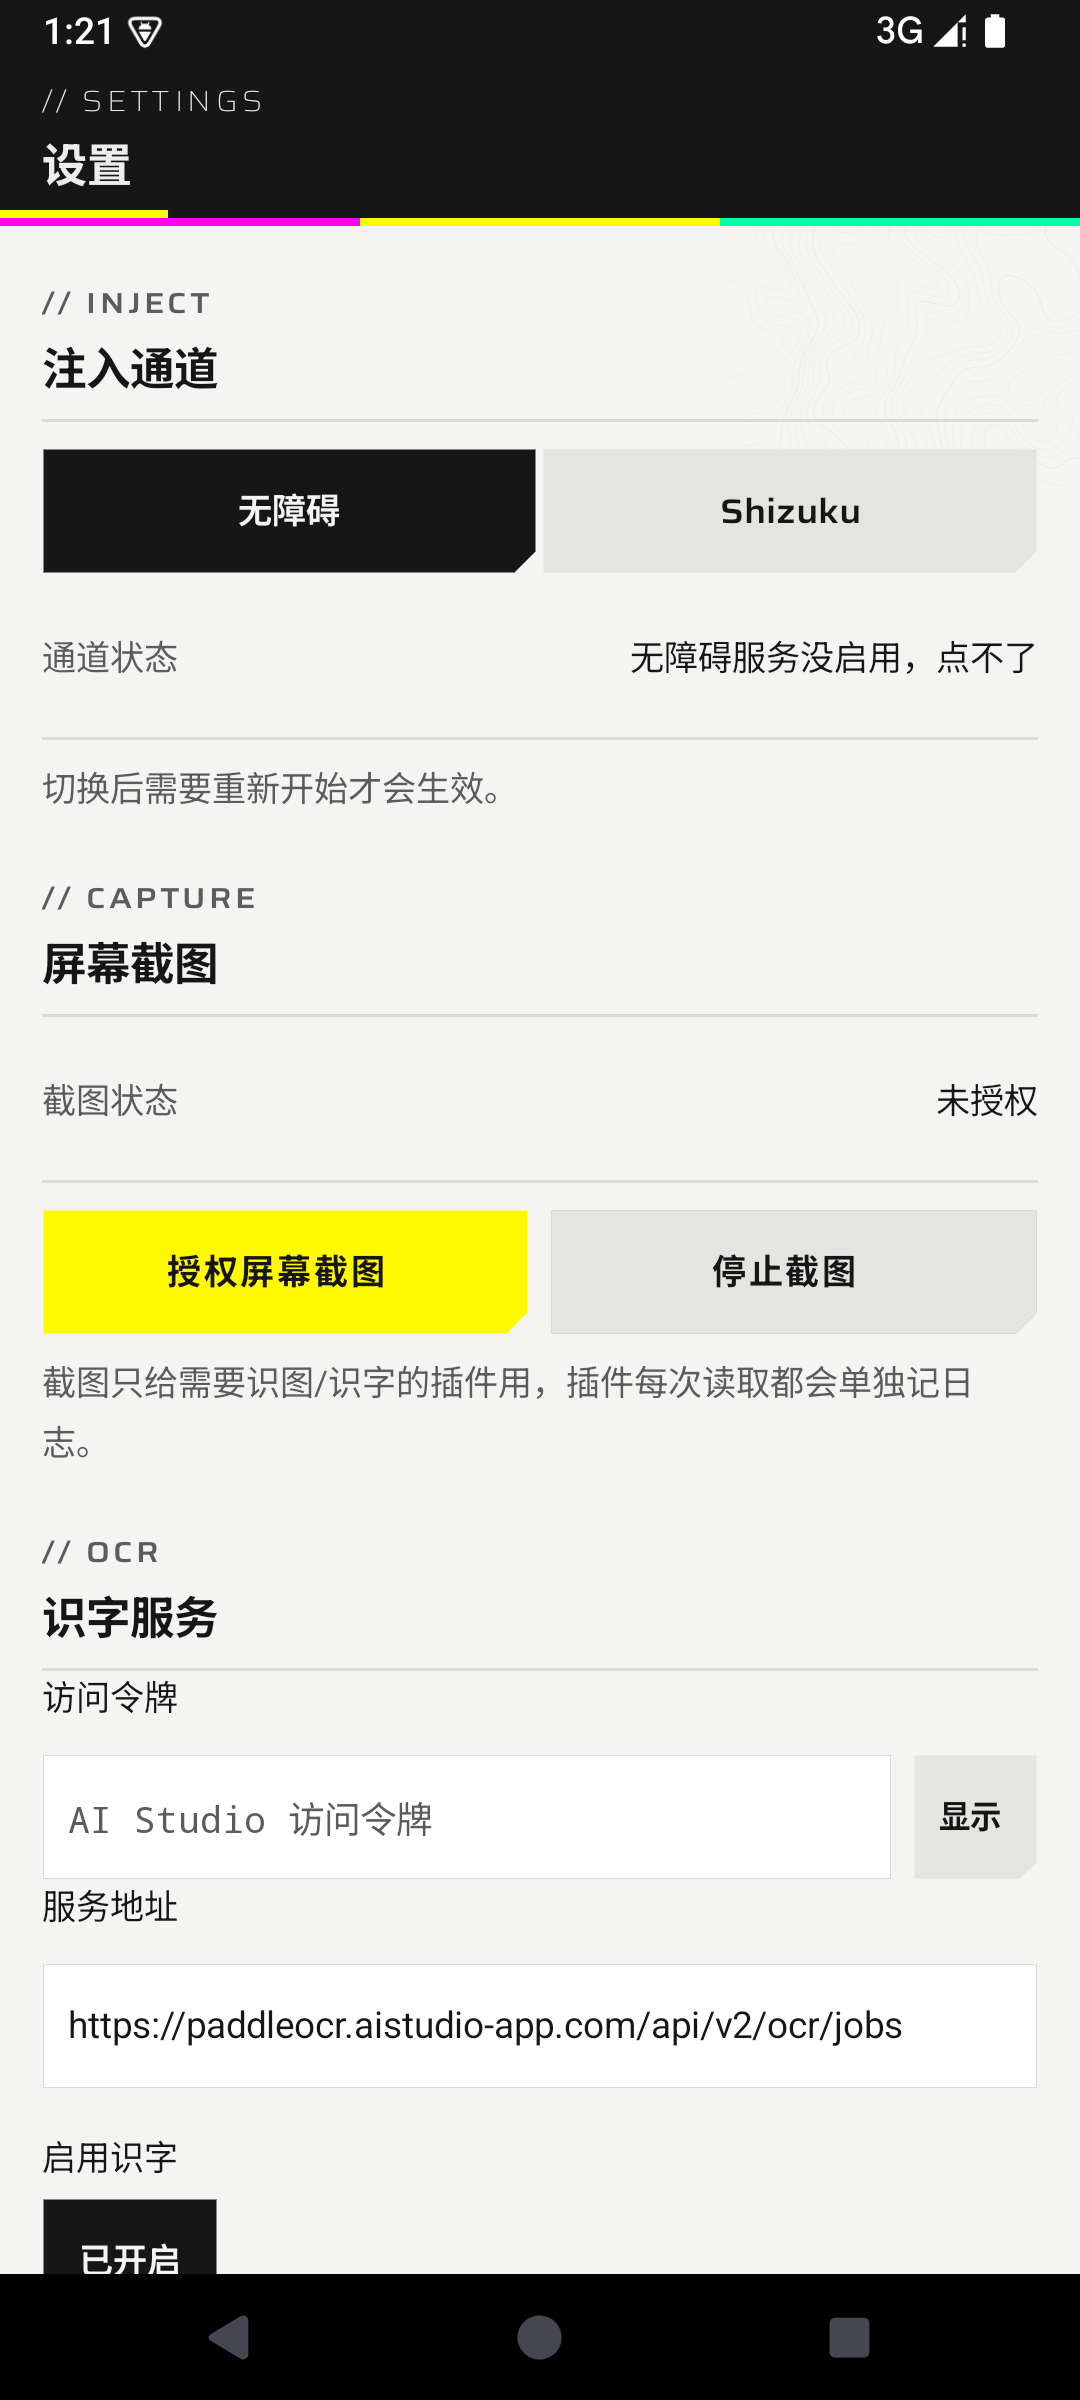 1:21
3G
// SETTINGS
设置
// INJECT
注入通道
无障碍
Shizuku
通道状态
无障碍服务没启用，点不了
切换后需要重新开始才会生效。
// CAPTURE
屏幕截图
截图状态
未授权
授权屏幕截图
停止截图
截图只给需要识图/识字的插件用，插件每次读取都会单独记日
志。
// OCR
识字服务
访问令牌
AI Studio 访问令牌
显示
服务地址
https://paddleocr.aistudio-app.com/api/v2/ocr/jobs
启用识字
已开启